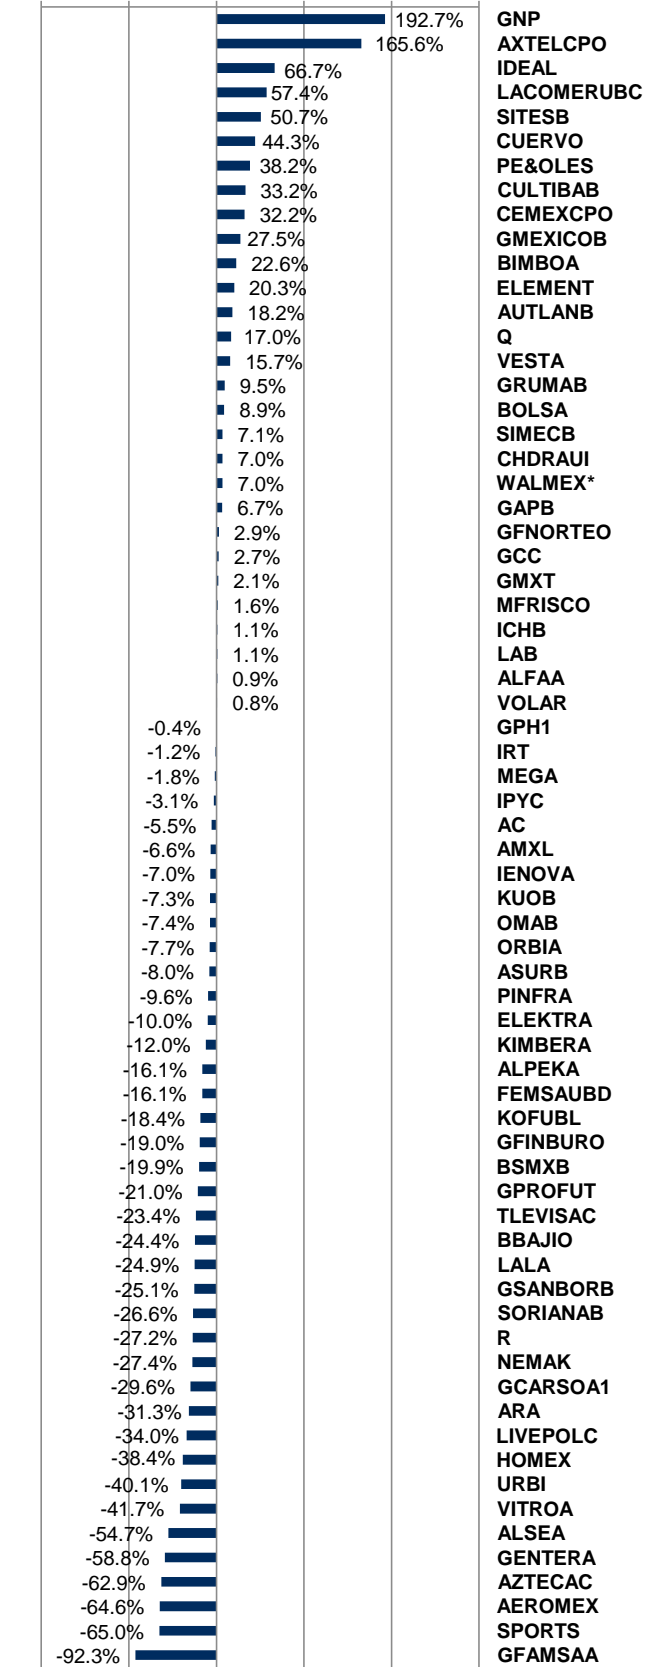 192.7% GNP
165.6% AXTELCPO
66.7% IDEAL
57.4% LACOMERUBC
50.7% SITESB
44.3% CUERVO
38.2% PE&OLES
33.2% CULTIBAB
32.2% CEMEXCPO
27.5% GMEXICOB
22.6% BIMBOA
20.3% ELEMENT
18.2% AUTLANB
17.0% Q
15.7% VESTA
9.5% GRUMAB
8.9% BOLSA
7.1% SIMECB
7.0% CHDRAUI
7.0% WALMEX*
6.7% GAPB
2.9% GFNORTEO
2.7% GCC
2.1% GMXT
1.6% MFRISCO
1.1% ICHB
1.1% LAB
0.9% ALFAA
0.8% VOLAR
-0.4% GPH1
-1.2% IRT
-1.8% MEGA
-3.1% IPYC
-5.5% AC
-6.6% AMXL
-7.0% IENOVA
-7.3% KUOB
-7.4% OMAB
-7.7% ORBIA
-8.0% ASURB
-9.6% PINFRA
-10.0% ELEKTRA
-12.0% KIMBERA
-16.1% ALPEKA
-16.1% FEMSAUBD
-18.4% KOFUBL
-19.0% GFINBURO
-19.9% BSMXB
-21.0% GPROFUT
-23.4% TLEVISAC
-24.4% BBAJIO
-24.9% LALA
-25.1% GSANBORB
-26.6% SORIANAB
-27.2% R
-27.4% NEMAK
-29.6% GCARSOA1
-31.3% ARA
-34.0% LIVEPOLC
-38.4% HOMEX
-40.1% URBI
-41.7% VITROA
-54.7% ALSEA
-58.8% GENTERA
-62.9% AZTECAC
-64.6% AEROMEX
-65.0% SPORTS
-92.3% GFAMSAA